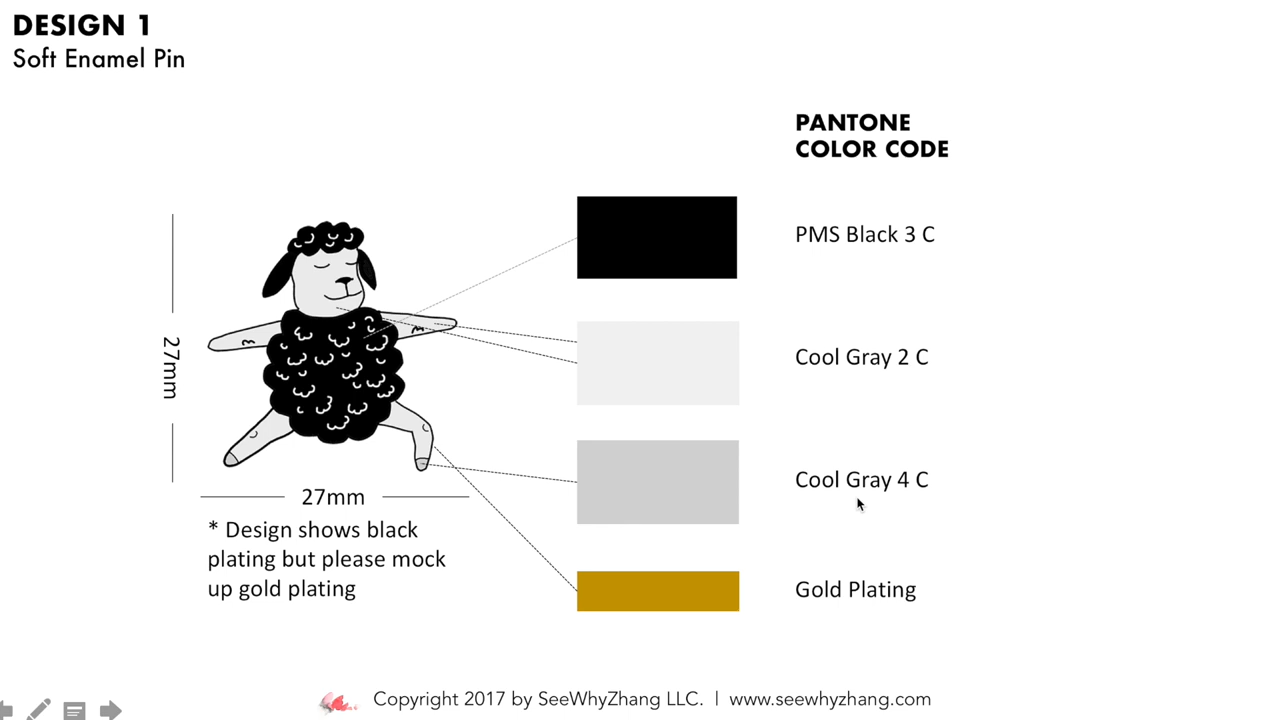 DESIGN 1
Soft Enamel Pin
PANTONE
COLOR CODE
PMS Black 3 C
Cool Gray 2 C
Cool Gray 4 C
Gold Plating
27mm
27mm
* Design shows black
plating but please mock
up gold plating
Copyright 2017 by SeeWhyZhang LLC. | www.seewhyzhang.com